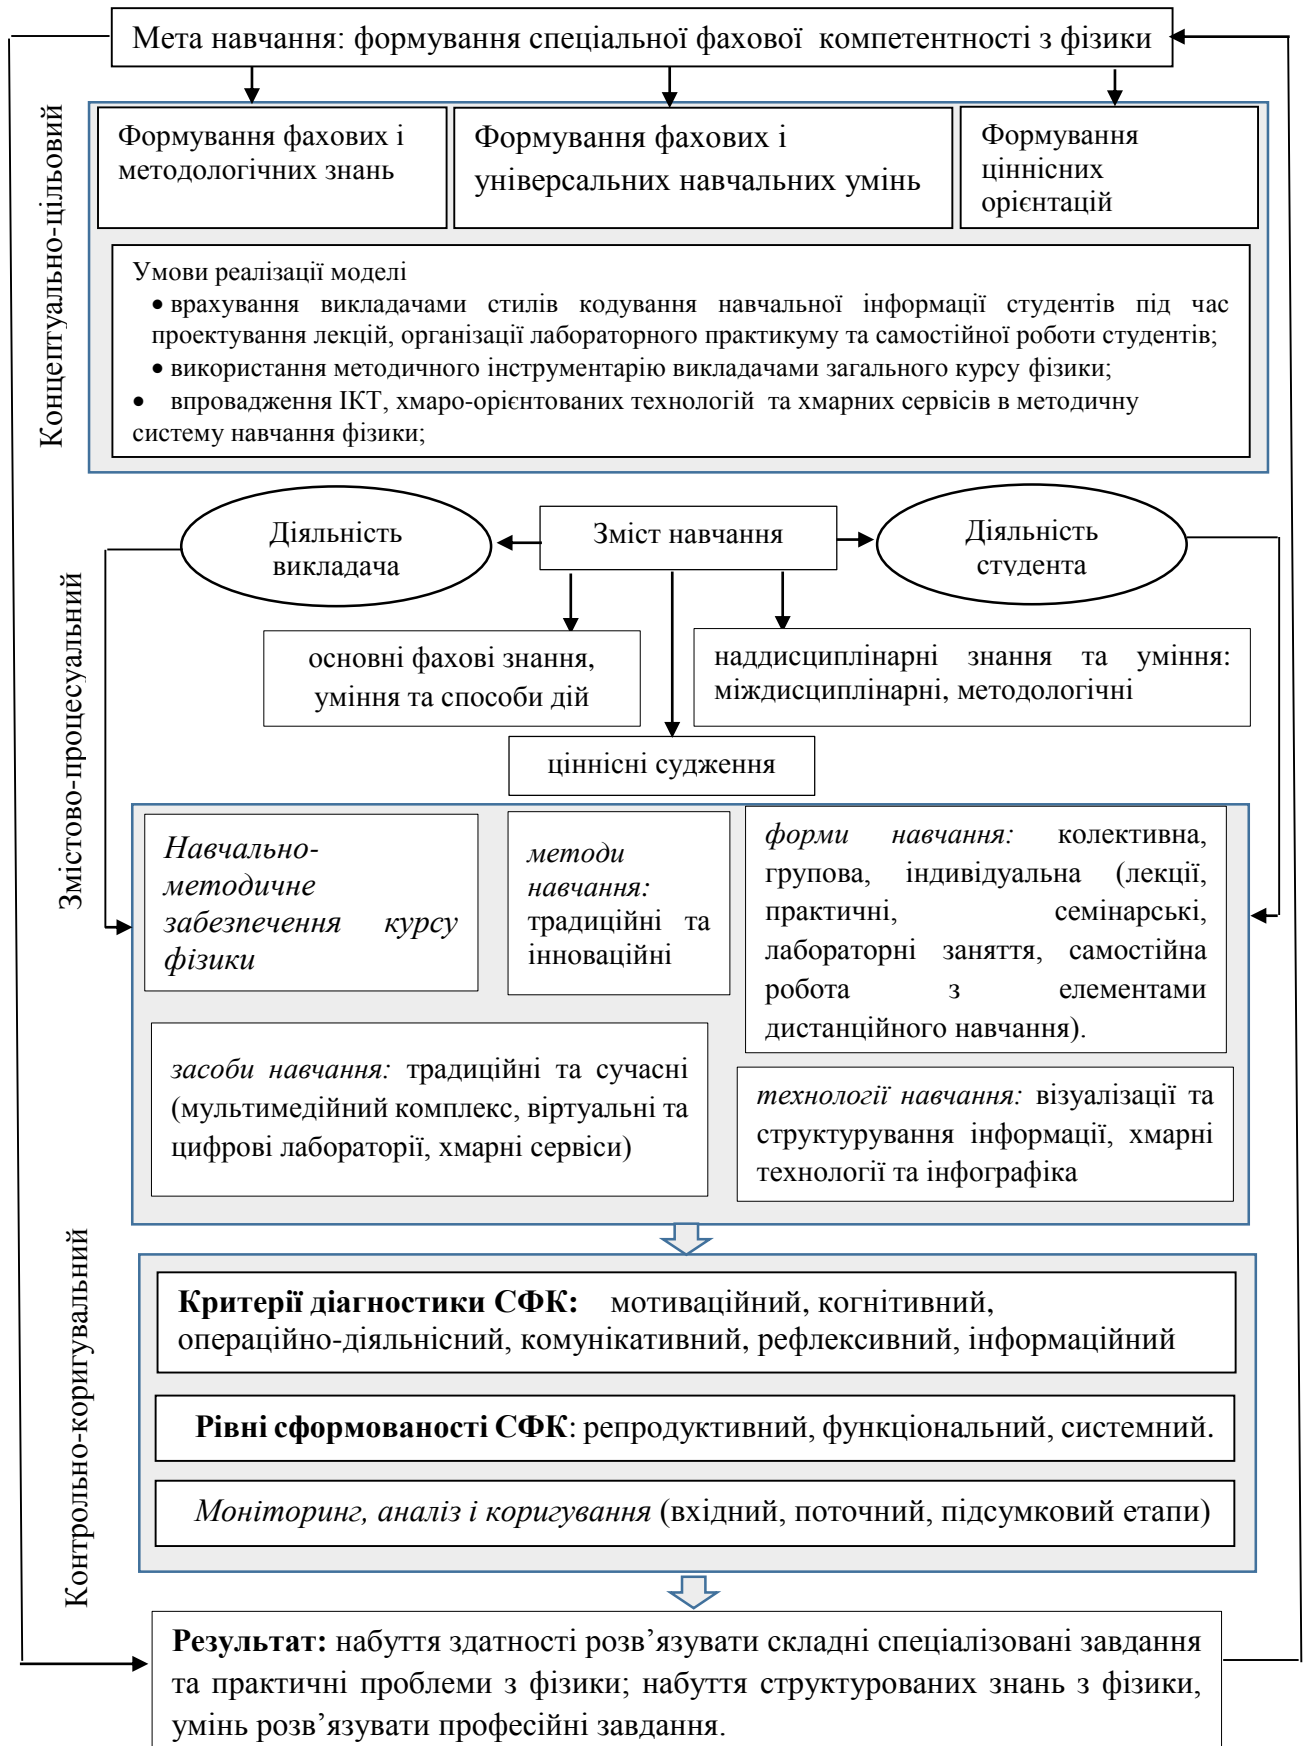 Мета навчання: формування спеціальної фахової компетентності з фізики
Концептуально-цільовий
Формування фахових і
методологічних знань
Формування фахових і
універсальних навчальних умінь
Формування
ціннісних
орієнтацій
Умови реалізації моделі
• врахування викладачами стилів кодування навчальної інформації студентів під час
проектування лекцій, організації лабораторного практикуму та самостійної роботи студентів;
• використання методичного інструментарію викладачами загального курсу фізики;
• впровадження ІКТ, хмаро-орієнтованих технологій та хмарних сервісів в методичну
систему навчання фізики;
Змістово-процесуальний
Діяльність
викладача
Зміст навчання
Діяльність
студента
основні фахові знання,
уміння та способи дій
наддисциплінарні знання та уміння:
міждисциплінарні, методологічні
ціннісні судження
Навчально-
методичне
забезпечення курсу
фізики
методи
навчання:
традиційні та
інноваційні
форми навчання: колективна,
групова, індивідуальна (лекції,
практичні, семінарські,
лабораторні заняття, самостійна
робота з елементами
дистанційного навчання).
засоби навчання: традиційні та сучасні
(мультимедійний комплекс, віртуальні та
цифрові лабораторії, хмарні сервіси)
технології навчання: візуалізації та
структурування інформації, хмарні
технології та інфографіка
Контрольно-коригувальний
Критерії діагностики СФК: мотиваційний, когнітивний,
операційно-діяльнісний, комунікативний, рефлексивний, інформаційний
Рівні сформованості СФК: репродуктивний, функціональний, системний.
Моніторинг, аналіз і коригування (вхідний, поточний, підсумковий етапи)
Результат: набуття здатності розв’язувати складні спеціалізовані завдання
та практичні проблеми з фізики; набуття структурованих знань з фізики,
умінь розв’язувати професійні завдання.